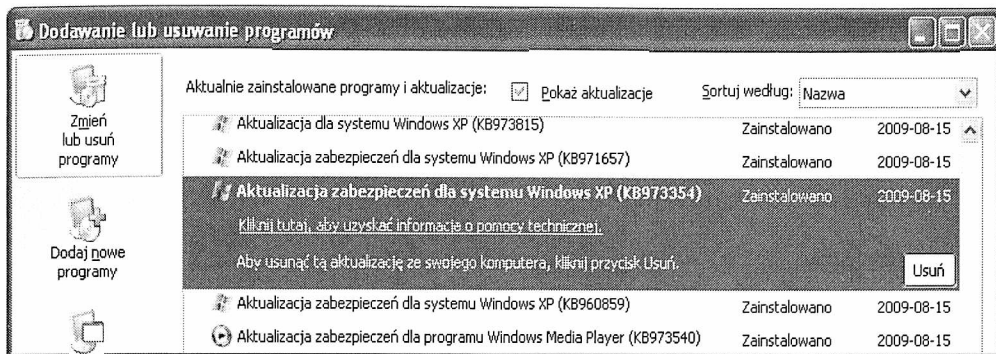 Dodawanie lub usuwanie programów
Zmień
lub usuń
programy
Dodaj nowe
programy
Aktualnie zainstalowane programy i aktualizacje: Pokaż aktualizacje Sortuj według: Nazwa
Aktualizacja dla systemu Windows XP (KB973815) Zainstalowano 2009-08-15
Aktualizacja zabezpieczeń dla systemu Windows XP (KB971657) Zainstalowano 2009-08-15
Aktualizacja zabezpieczeń dla systemu Windows XP (KB973354) Zainstalowano 2009-08-15
Kliknij tutaj, aby uzyskać informacje o pomocy technicznej.
Aby usunąć tą aktualizację ze swojego komputera, kliknij przycisk Usuń.
Usuń
Aktualizacja zabezpieczeń dla systemu Windows XP (KB960859) Zainstalowano 2009-08-15
Aktualizacja zabezpieczeń dla programu Windows Media Player (KB973540) Zainstalowano 2009-08-15